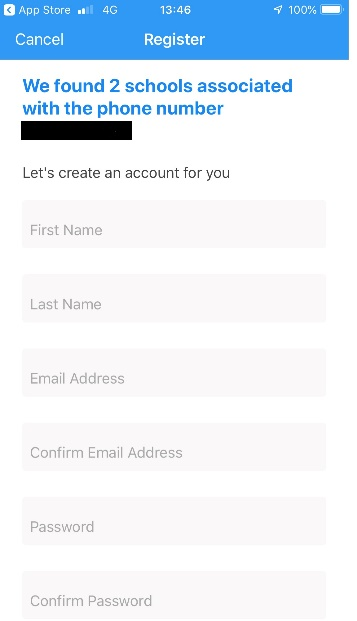 App Store 4G 13:46 100%
Cancel Register
We found 2 schools associated
with the phone number
Let's create an account for you
First Name
Last Name
Email Address
Confirm Email Address
Password
Confirm Password